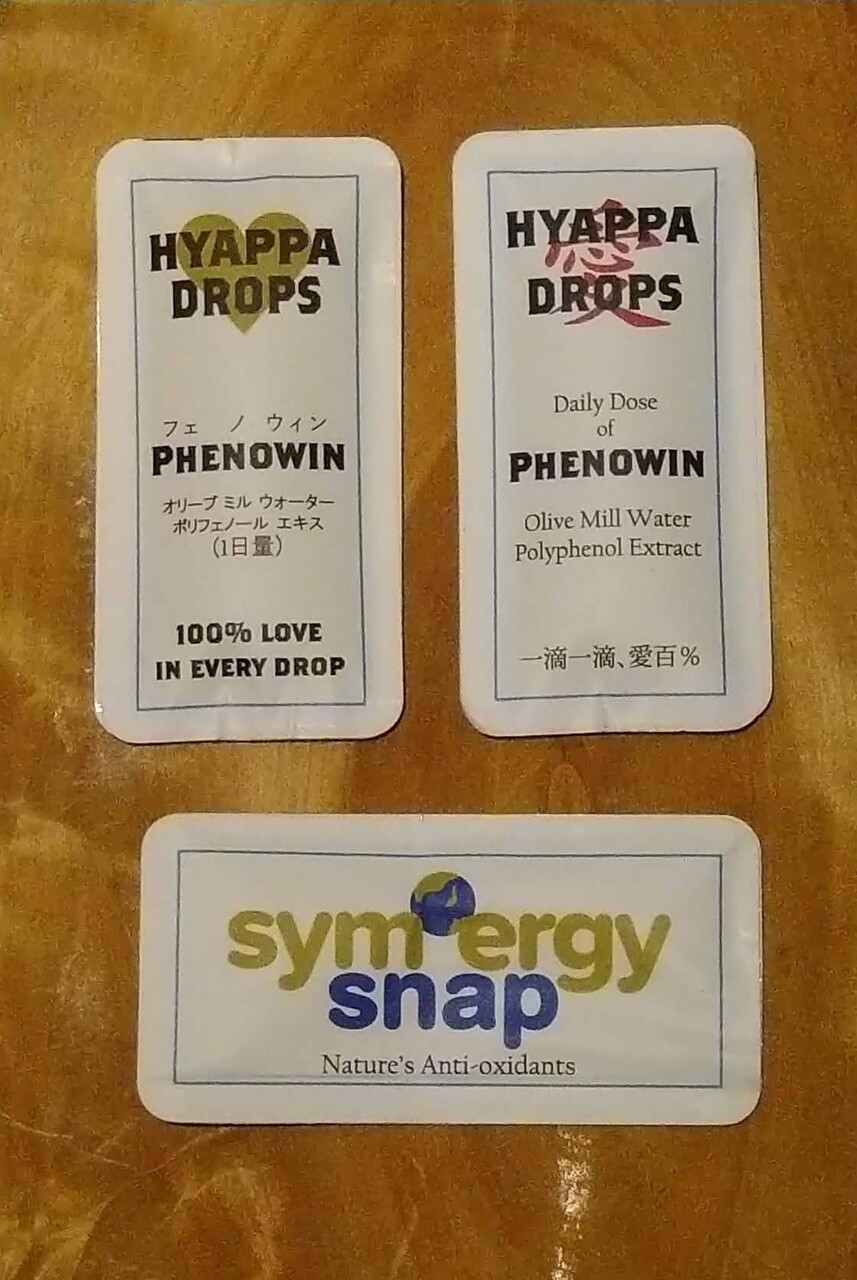 HYAPPA
DROPS
フェ ノ ウィン
PHENOWIN
オリーブ ミル ウォーター
ポリフェノール エキス
(1日量)
100% LOVE
IN EVERY DROP
愛
HYAPPA
DROPS
Daily Dose
of
PHENOWIN
Olive Mill Water
Polyphenol Extract
一滴一滴、愛百%
sym ergy
snap
Nature's Anti-oxidants